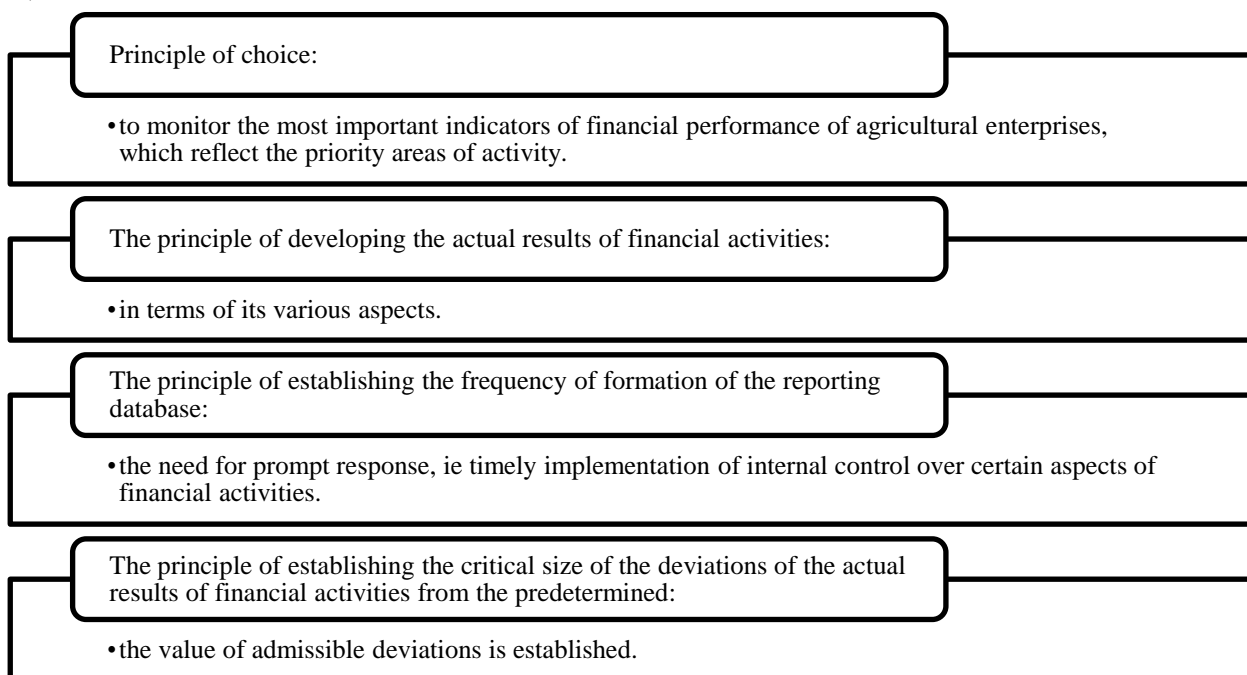 Principle of choice:
•to monitor the most important indicators of financial performance of agricultural enterprises,
which reflect the priority areas of activity.
The principle of developing the actual results of financial activities:
•in terms of its various aspects.
The principle of establishing the frequency of formation of the reporting
database:
•the need for prompt response, ie timely implementation of internal control over certain aspects of
financial activities.
The principle of establishing the critical size of the deviations of the actual
results of financial activities from the predetermined:
•the value of admissible deviations is established.